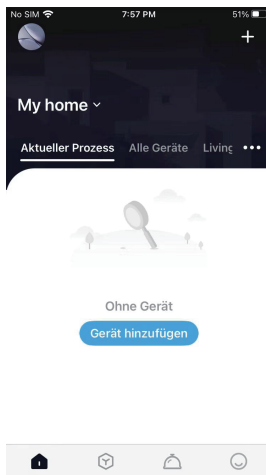 No SIM 7:57 PM 51%
My home
Aktueller Prozess Alle Geräte Living
Ohne Gerät
Gerät hinzufügen